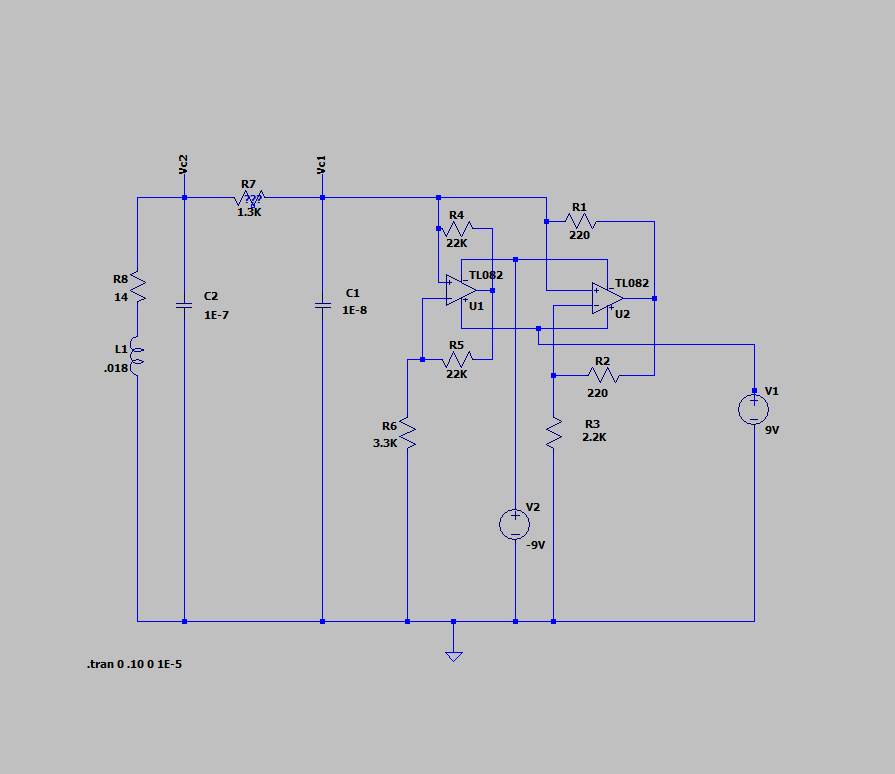 Vc2
Vc1
R7
1.3K
R1
220
R4
22K
TL082
U1
TL082
U2
R8
14
C2
1E-7
C1
1E-8
L1
.018
R5
22K
R2
220
V1
9V
R6
3.3K
R3
2.2K
V2
-9V
.tran 0 .10 0 1E-5